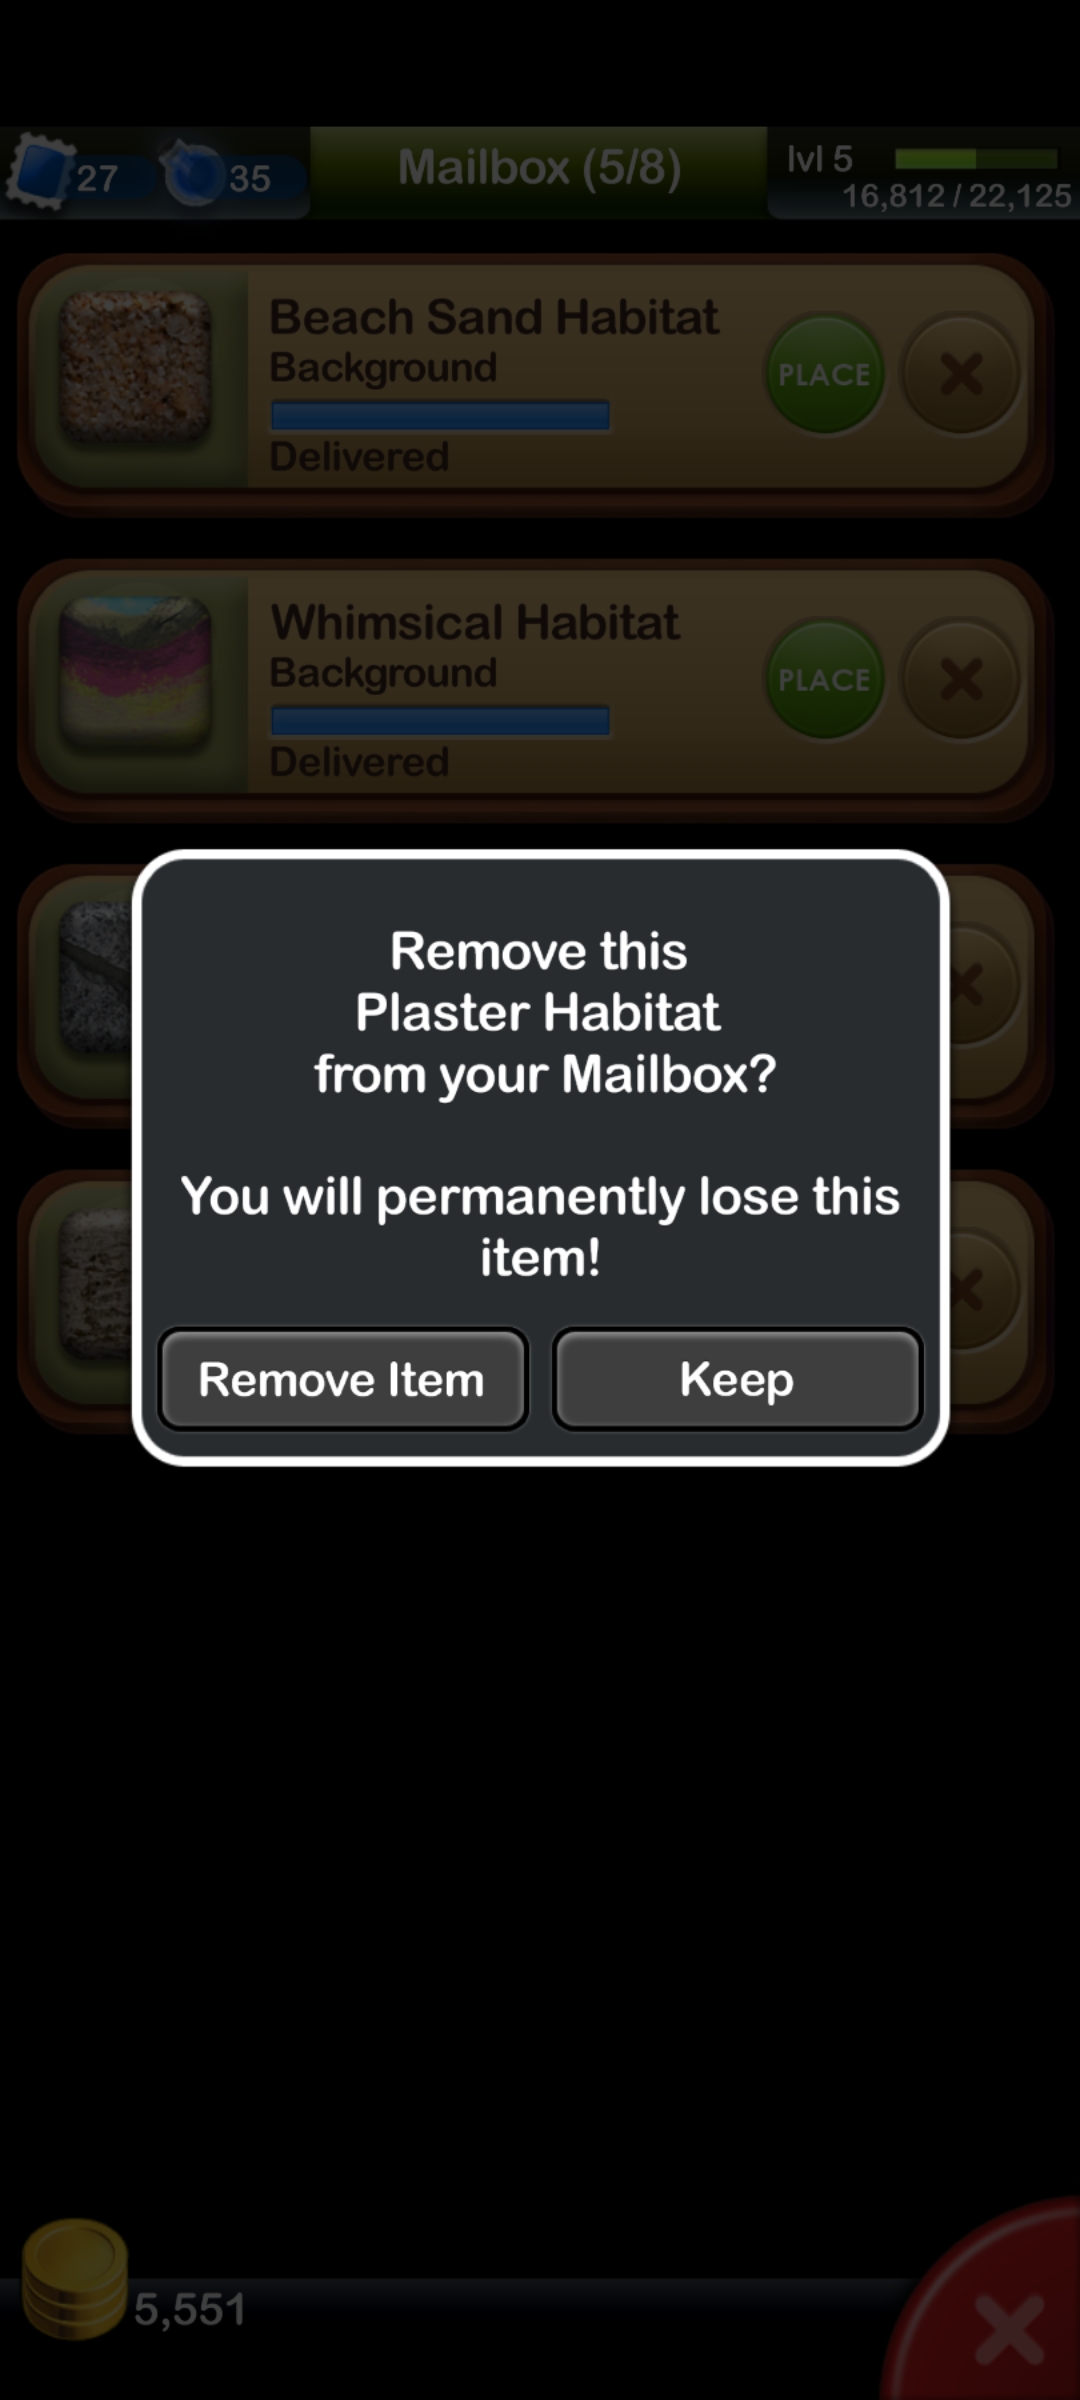 27
35
Mailbox (5/8)
lvl 5
16,812 / 22,125
Beach Sand Habitat
Background
Delivered
PLACE
Whimsical Habitat
Background
Delivered
PLACE
Remove this
Plaster Habitat
from your Mailbox?
You will permanently lose this
item!
Remove Item
Keep
5,551